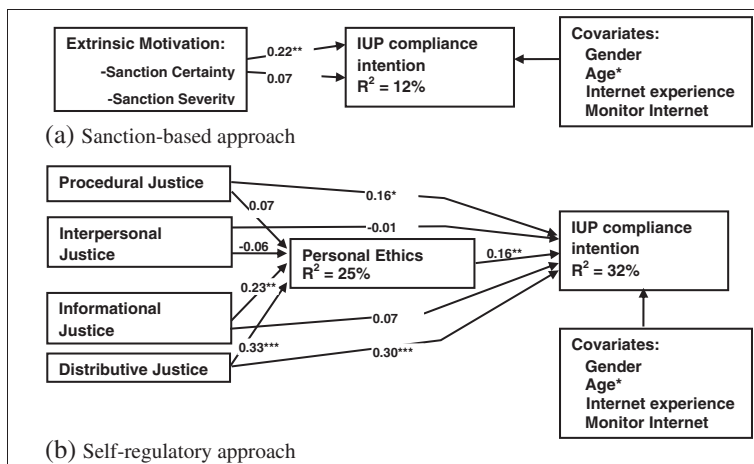 Extrinsic Motivation:
-Sanction Certainty
-Sanction Severity
0.22**
0.07
IUP compliance
intention
R² = 12%
Covariates:
Gender
Age*
Internet experience
Monitor Internet
(a) Sanction-based approach
Procedural Justice
Interpersonal
Justice
Informational
Justice
Distributive Justice
0.16*
0.07
-0.01
-0.06
0.23**
0.33***
Personal Ethics
R² = 25%
0.16**
0.07
0.30***
IUP compliance
intention
R² = 32%
Covariates:
Gender
Age*
Internet experience
Monitor Internet
(b) Self-regulatory approach